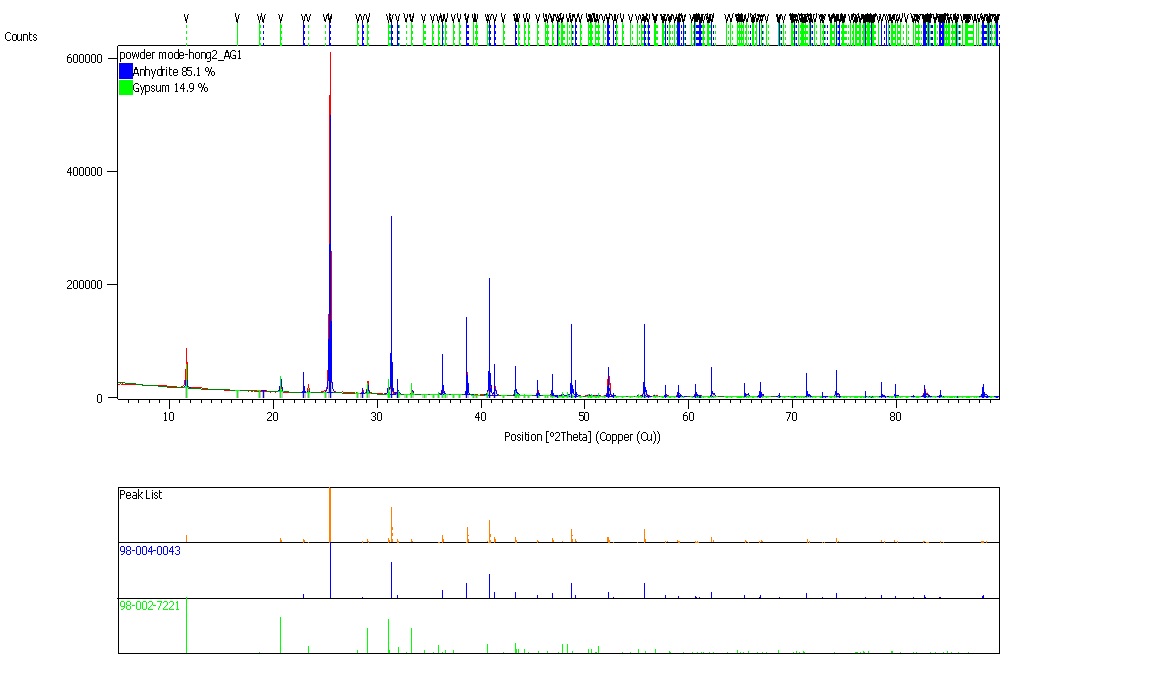 Counts
powder mode-hong2_AG1
Anhydrite 85.1 %
Gypsum 14.9 %
600000
400000
200000
0
10 20 30 40 50 60 70 80
Position [°2Theta] (Copper (Cu))
Peak List
98-004-0043
98-002-7221